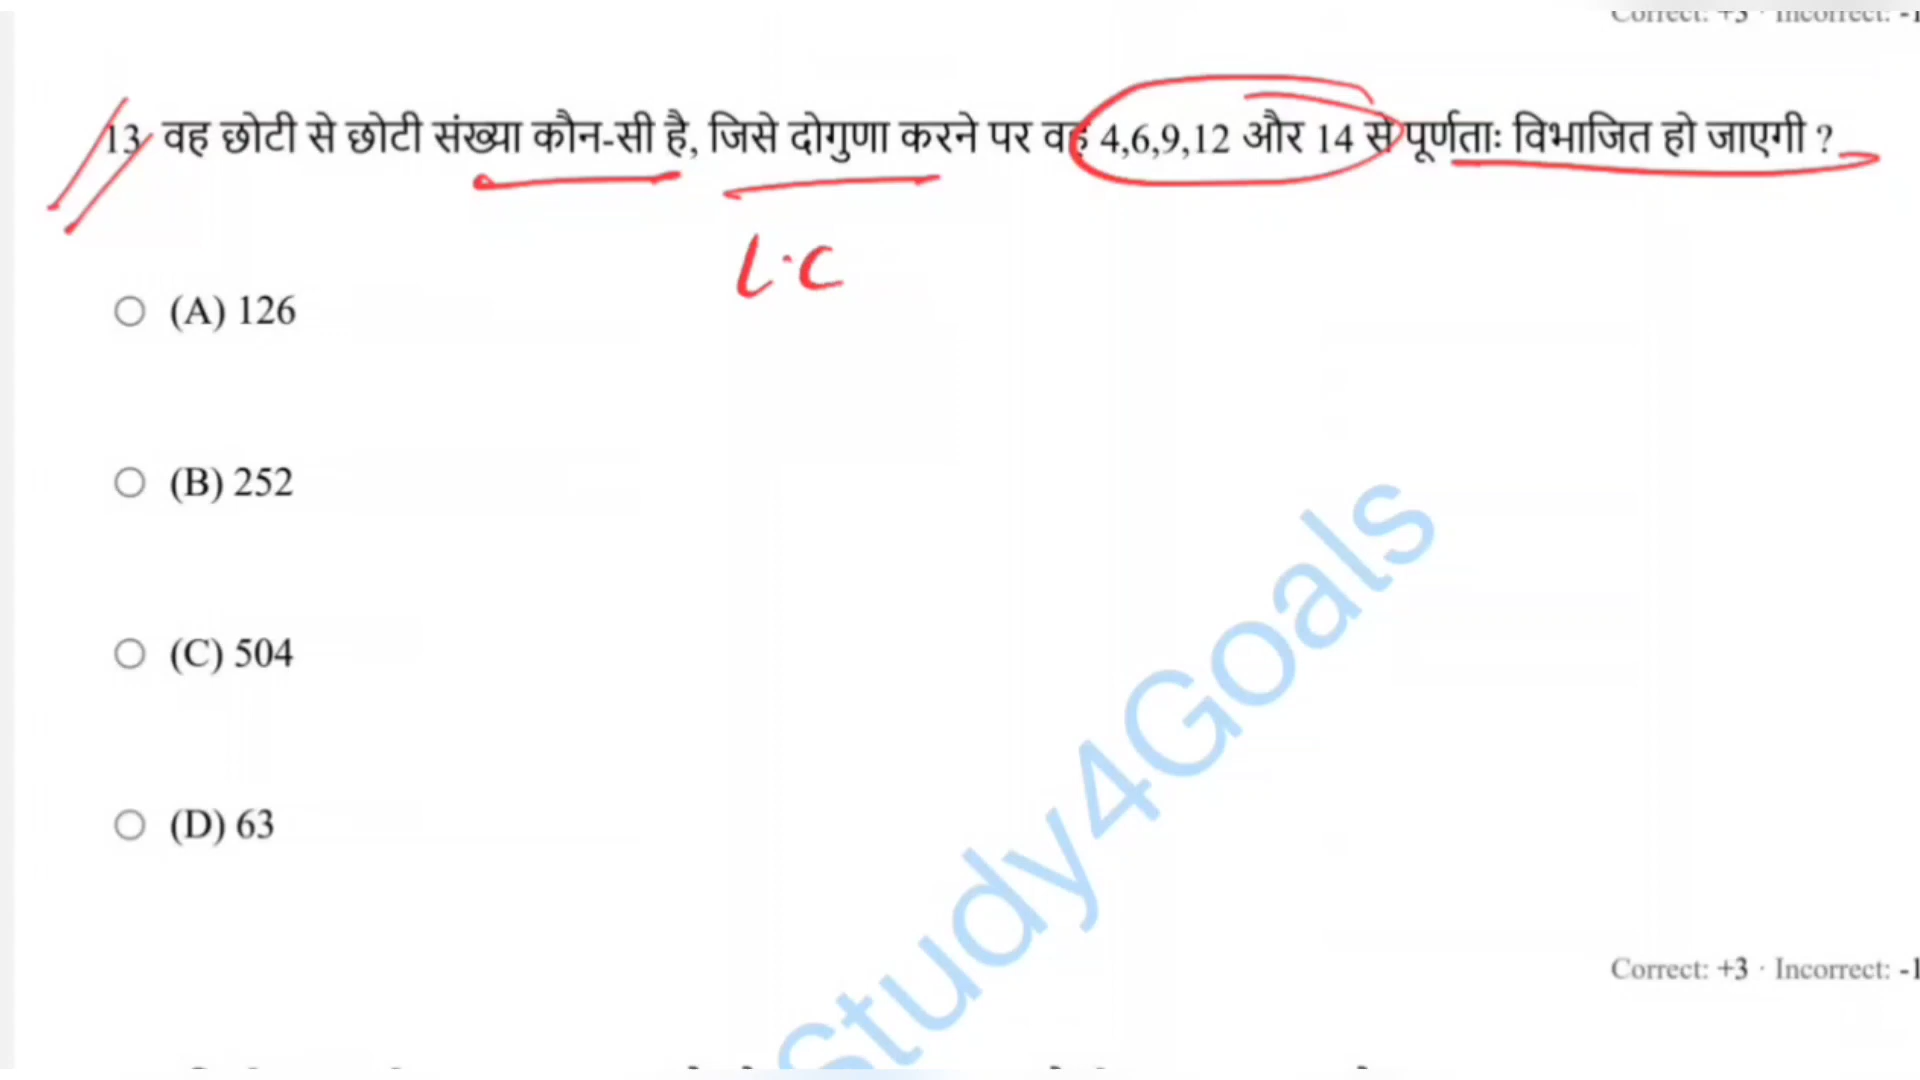 Correct: +3 · Incorrect: -1
13. वह छोटी से छोटी संख्या कौन-सी है, जिसे दोगुणा करने पर वह 4,6,9,12 और 14 से पूर्णताः विभाजित हो जाएगी ?
L.C
(A) 126
(B) 252
(C) 504
(D) 63
Study4Goals
Correct: +3 · Incorrect: -1